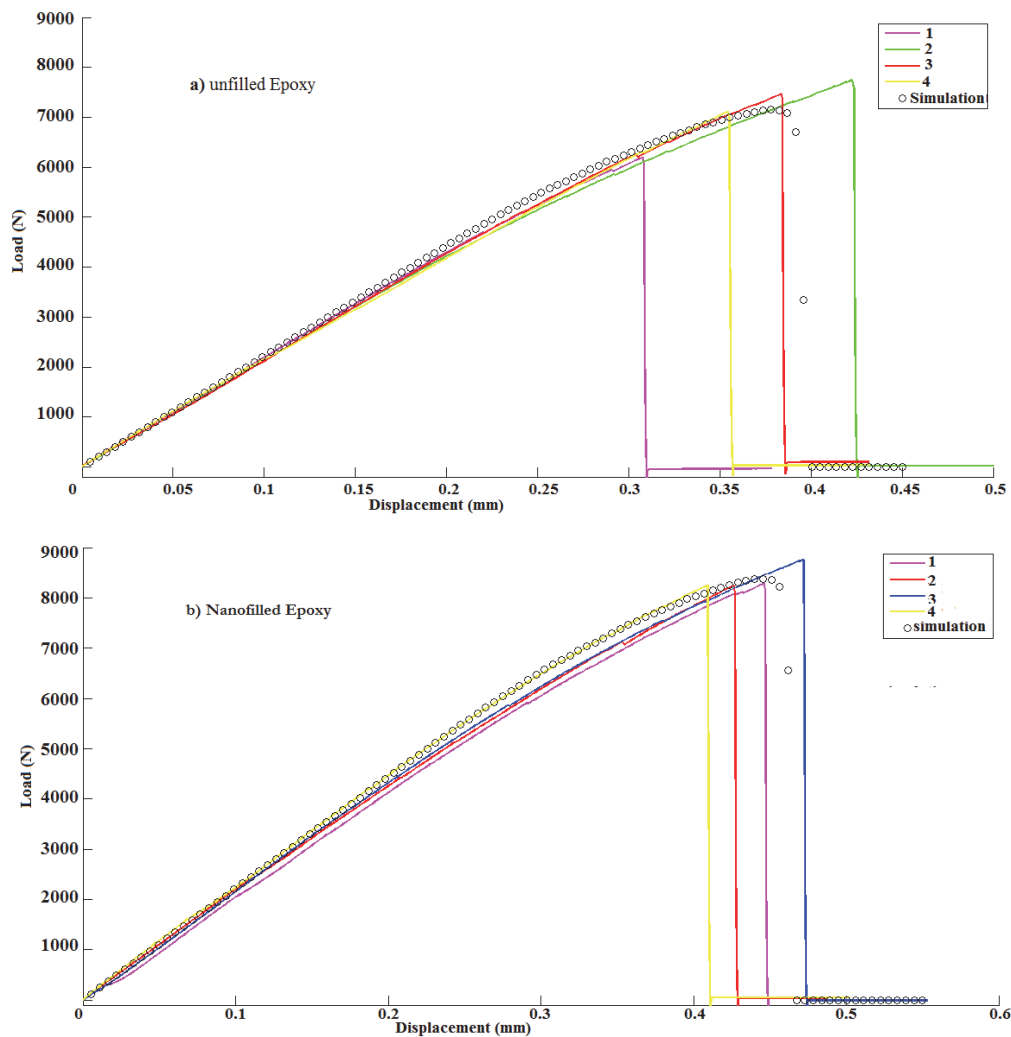 9000
8000
7000
6000
5000
4000
3000
2000
1000
Load (N)
a) unfilled Epoxy
1
2
3
4
Simulation
0 0.05 0.1 0.15 0.2 0.25 0.3 0.35 0.4 0.45 0.5
Displacement (mm)
9000
8000
7000
6000
5000
4000
3000
2000
1000
Load (N)
b) Nanofilled Epoxy
1
2
3
4
simulation
0 0.1 0.2 0.3 0.4 0.5 0.6
Displacement (mm)